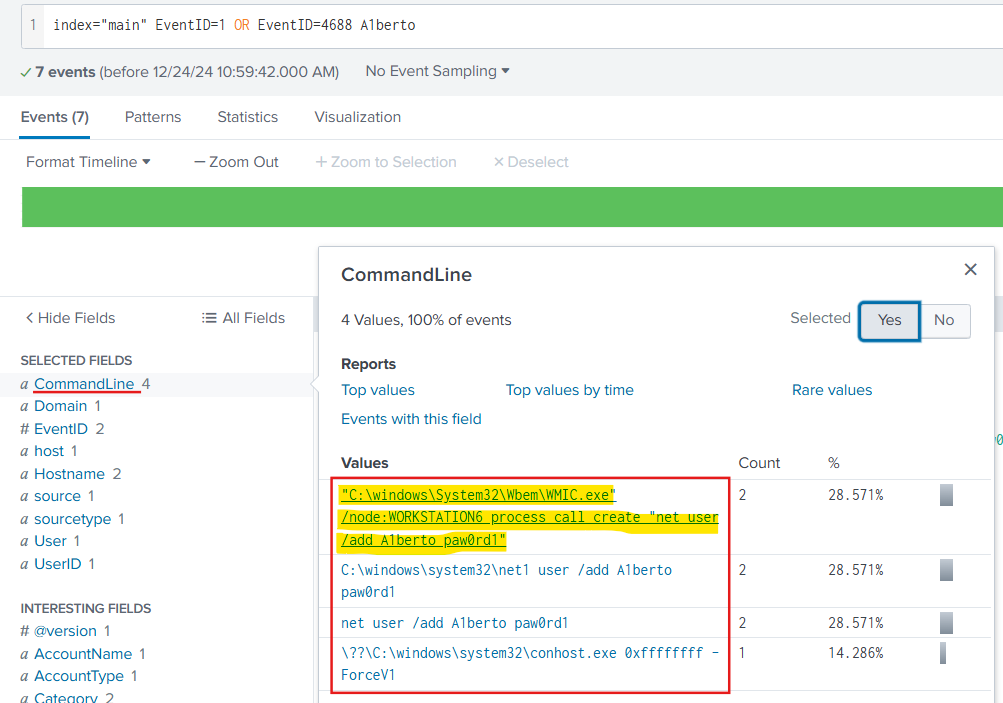 1 index="main" EventID=1 OR EventID=4688 A1berto
7 events (before 12/24/24 10:59:42.000 AM) No Event Sampling
Events (7) Patterns Statistics Visualization
Format Timeline — Zoom Out + Zoom to Selection × Deselect
CommandLine
< Hide Fields All Fields
4 Values, 100% of events Selected Yes No
SELECTED FIELDS
a CommandLine 4
a Domain 1
# EventID 2
a host 1
a Hostname 2
a source 1
a sourcetype 1
a User 1
a UserID 1
INTERESTING FIELDS
# @version 1
a AccountName 1
a AccountType 1
a Category 2
Reports
Top values Top values by time Rare values
Events with this field
Values Count %
"C:\windows\System32\Wbem\WMIC.exe" 2 28.571%
/node:WORKSTATION6 process call create "net user
/add A1berto paw0rd1"
C:\windows\system32\net1 user /add A1berto 2 28.571%
paw0rd1
net user /add A1berto paw0rd1 2 28.571%
\??\C:\windows\system32\conhost.exe 0xffffffff - 1 14.286%
ForceV1